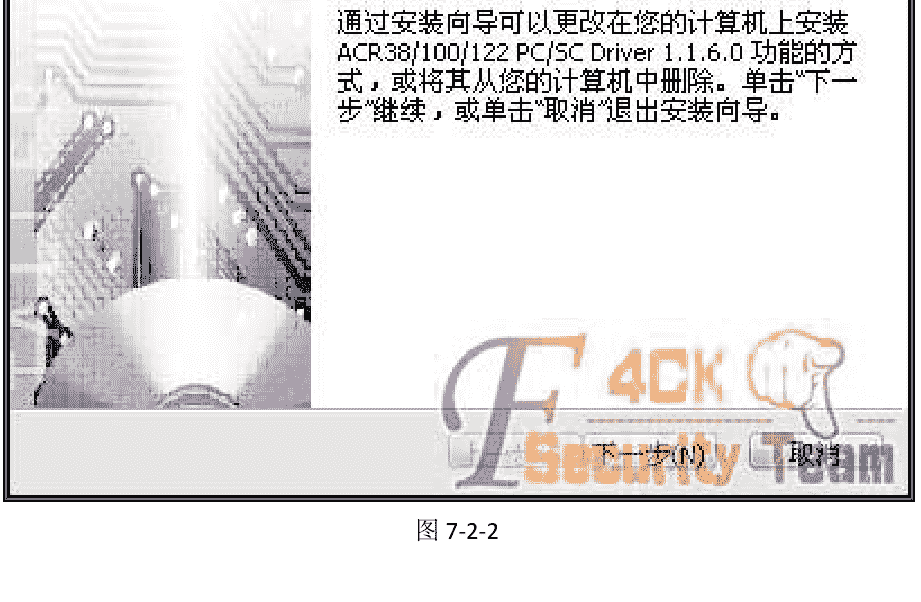 通过安装向导可以更改在您的计算机上安装
ACR38/100/122 PC/SC Driver 1.1.6.0 功能的方
式，或将其从您的计算机中删除。单击“下一
步”继续，或单击“取消”退出安装向导。
F4CK
Security Team
下一步(N)
取消
图 7-2-2